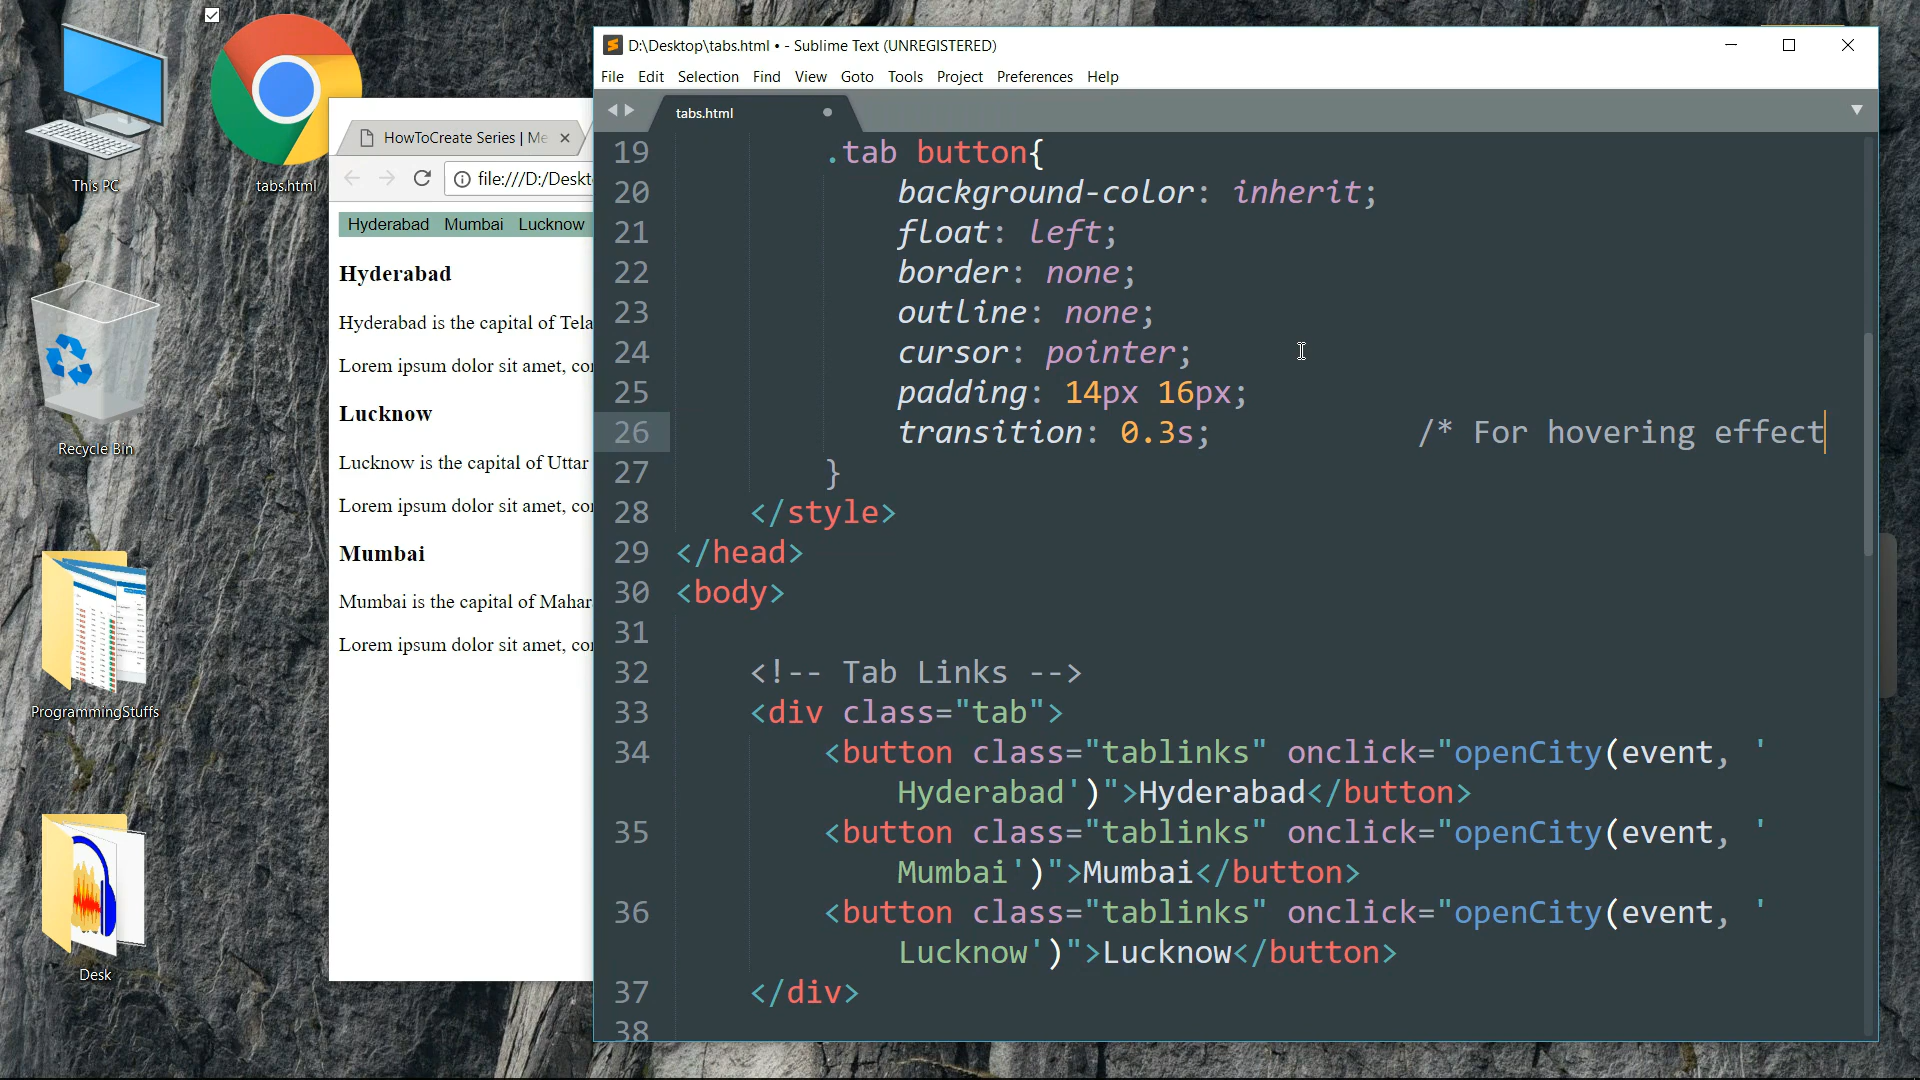 This PC
tabs.html
Recycle Bin
ProgrammingStuffs
Desk
HowToCreate Series | Me
file:///D:/Deskt
Hyderabad Mumbai Lucknow
Hyderabad
Hyderabad is the capital of Tela
Lorem ipsum dolor sit amet, co
Lucknow
Lucknow is the capital of Uttar
Lorem ipsum dolor sit amet, co
Mumbai
Mumbai is the capital of Mahar
Lorem ipsum dolor sit amet, co
D:\Desktop\tabs.html • - Sublime Text (UNREGISTERED)
File Edit Selection Find View Goto Tools Project Preferences Help
tabs.html
19 .tab button{
20 background-color: inherit;
21 float: left;
22 border: none;
23 outline: none;
24 cursor: pointer;
25 padding: 14px 16px;
26 transition: 0.3s; /* For hovering effect
27 }
28 </style>
29 </head>
30 <body>
31
32 <!-- Tab Links -->
33 <div class="tab">
34 <button class="tablinks" onclick="openCity(event, '
Hyderabad')">Hyderabad</button>
35 <button class="tablinks" onclick="openCity(event, '
Mumbai')">Mumbai</button>
36 <button class="tablinks" onclick="openCity(event, '
Lucknow')">Lucknow</button>
37 </div>
38